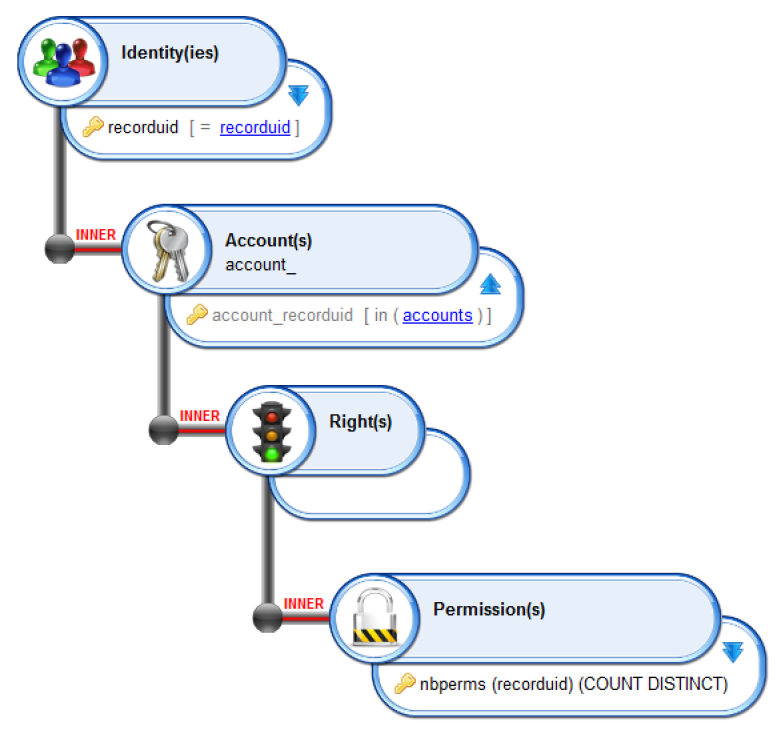 Identity(ies)
recorduid [ = recorduid ]
INNER
Account(s)
account_
account_recorduid [ in ( accounts ) ]
INNER
Right(s)
INNER
Permission(s)
nbperms (recorduid) (COUNT DISTINCT)